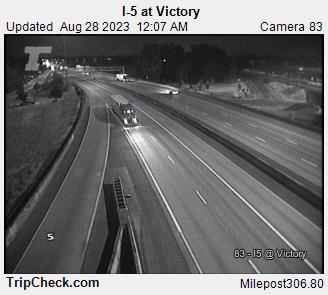 I-5 at Victory
Updated Aug 28 2023 12:07 AM Camera 83
S
83 - I5 @ Victory
TripCheck.com Milepost306.80